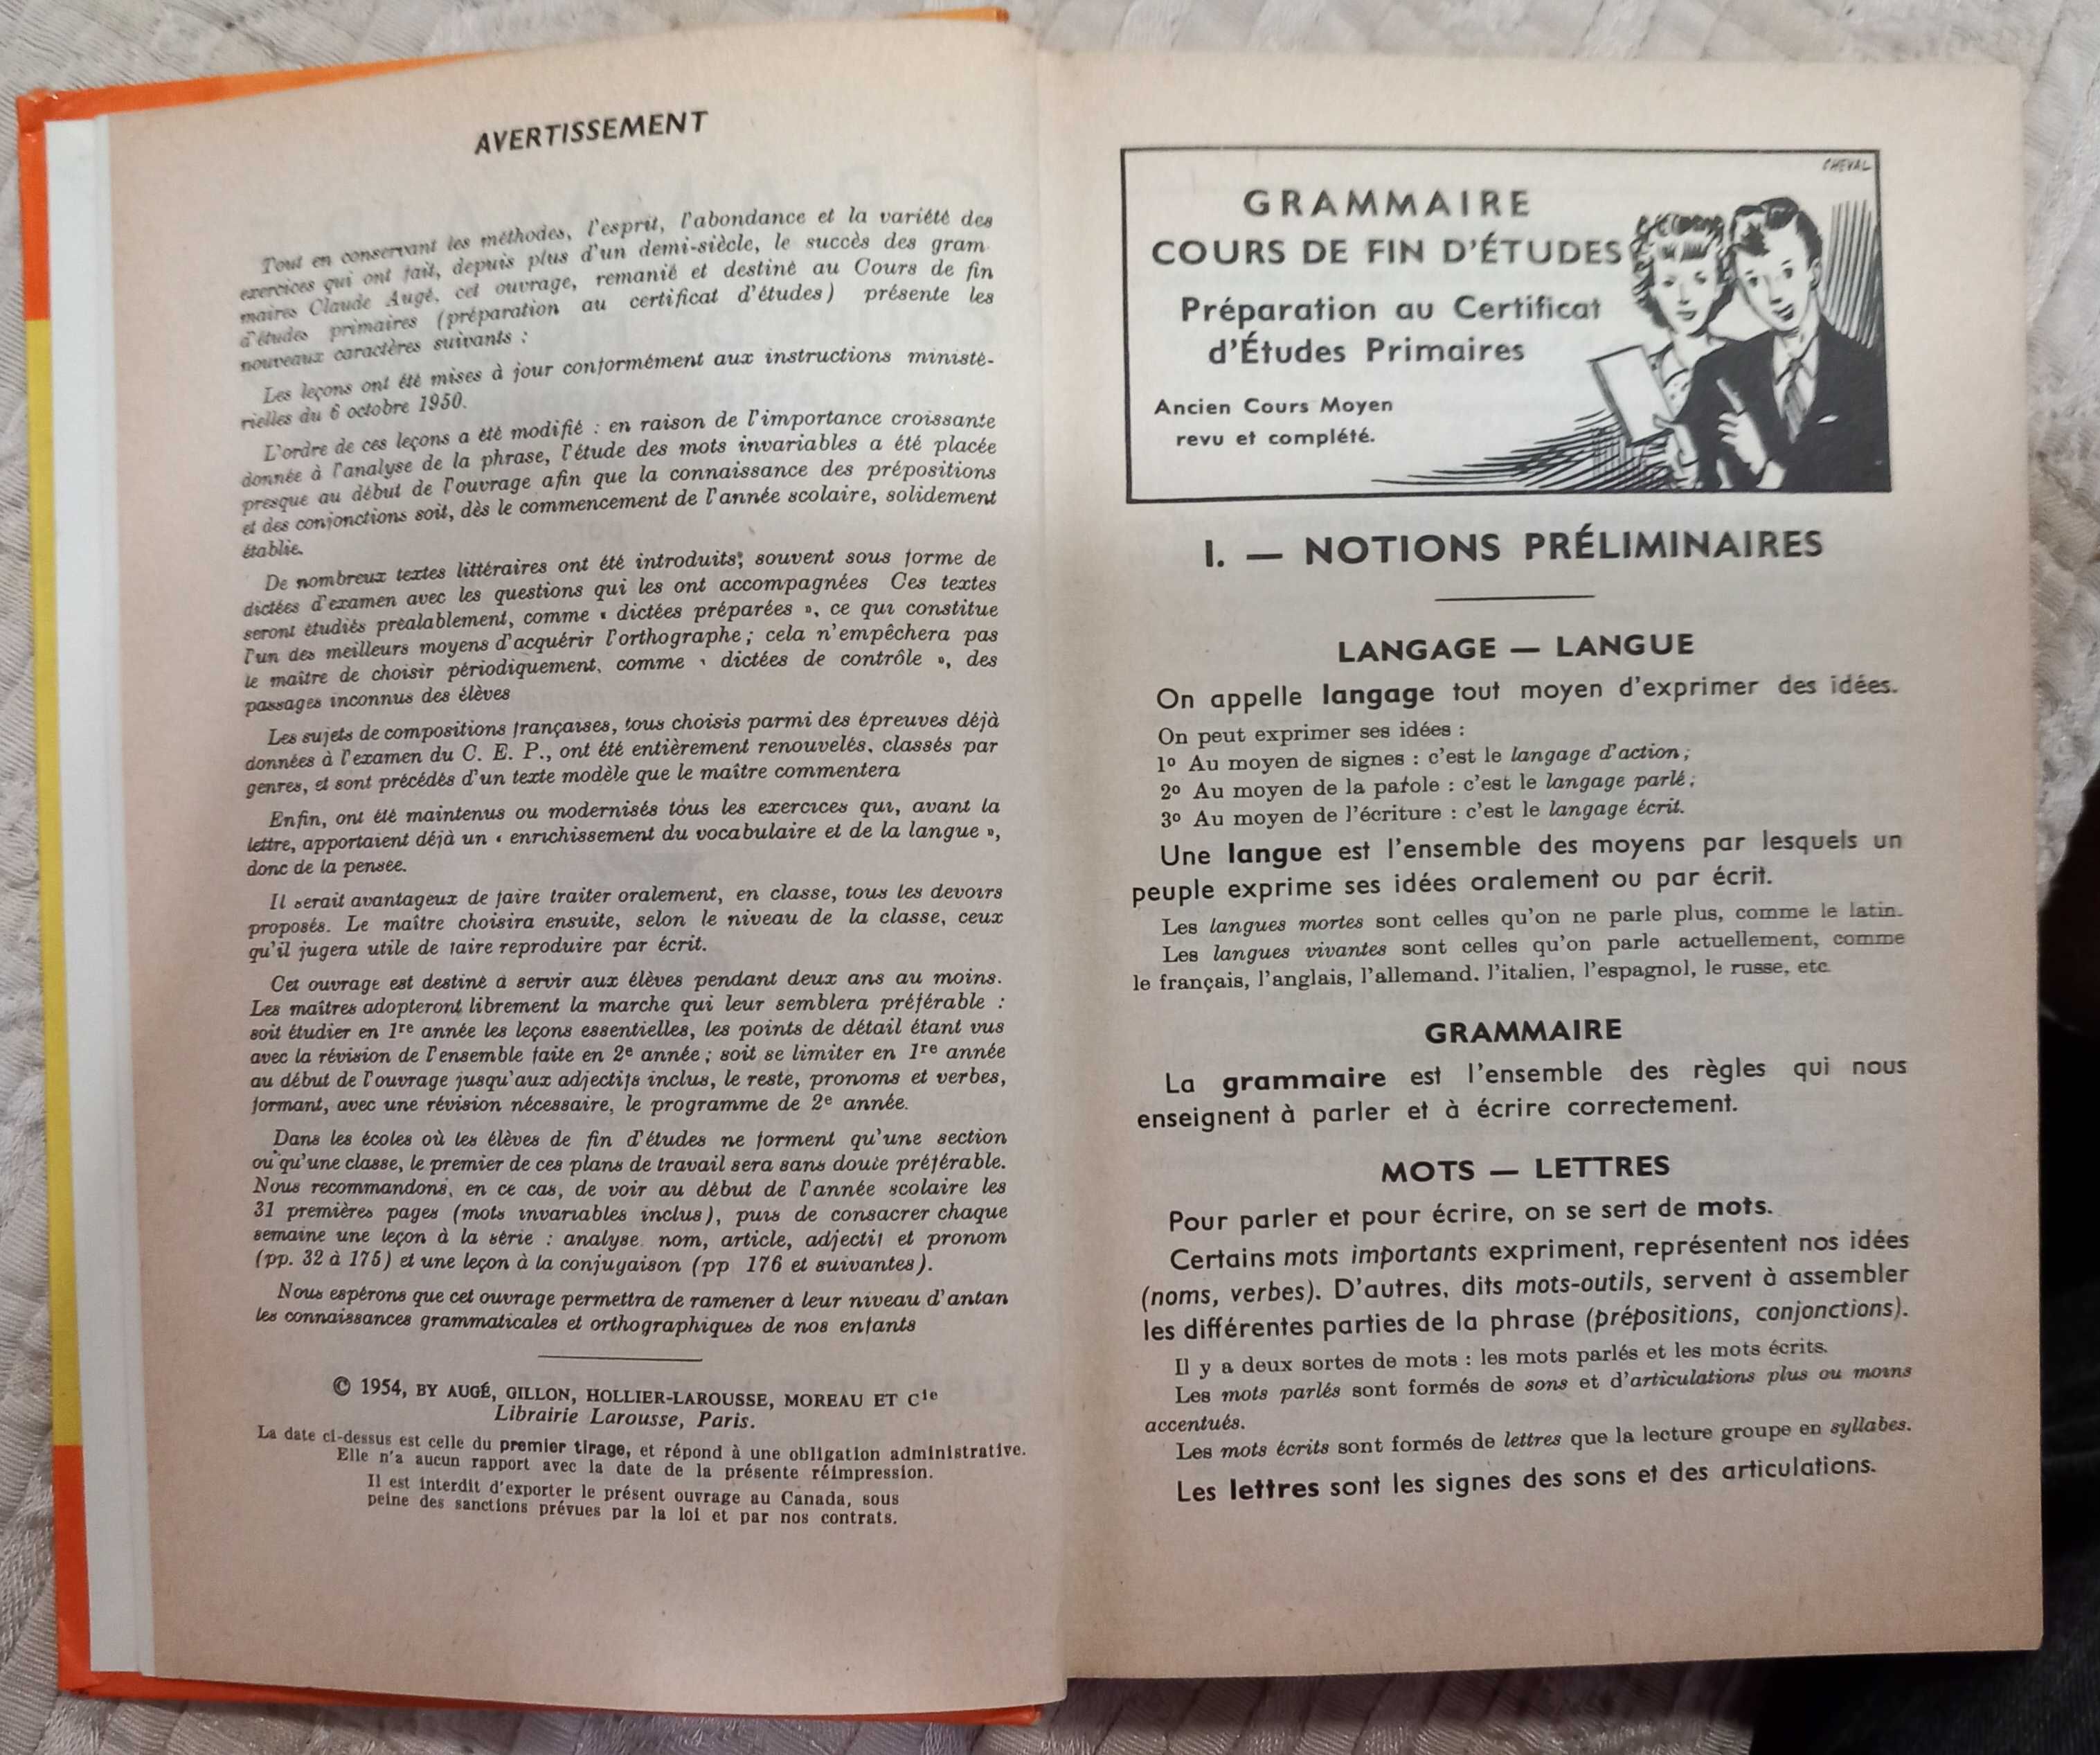 AVERTISSEMENT
Tout en conservant les méthodes, l'esprit, l'abondance et la variété des
exercices qui ont fait, depuis plus d'un demi-siècle, le succès des gram-
maires Claude Augé, cet ouvrage, remanié et destiné au Cours de fin
d'études primaires (préparation au certificat d'études) présente les
nouveaux caractères suivants :
Les leçons ont été mises à jour conformément aux instructions ministé-
rielles du 6 octobre 1950.
L'ordre de ces leçons a été modifié : en raison de l'importance croissante
donnée à l'analyse de la phrase, l'étude des mots invariables a été placée
presque au début de l'ouvrage afin que la connaissance des prépositions
et des conjonctions soit, dès le commencement de l'année scolaire, solidement
établie.
De nombreux textes littéraires ont été introduits, souvent sous forme de
dictées d'examen avec les questions qui les ont accompagnées Ces textes
seront étudiés préalablement, comme « dictées préparées », ce qui constitue
l'un des meilleurs moyens d'acquérir l'orthographe ; cela n'empêchera pas
le maître de choisir périodiquement, comme « dictées de contrôle », des
passages inconnus des élèves
Les sujets de compositions françaises, tous choisis parmi des épreuves déjà
données à l'examen du C. E. P., ont été entièrement renouvelés, classés par
genres, et sont précédés d'un texte modèle que le maître commentera
Enfin, ont été maintenus ou modernisés tous les exercices qui, avant la
lettre, apportaient déjà un « enrichissement du vocabulaire et de la langue »,
donc de la pensée.
Il serait avantageux de faire traiter oralement, en classe, tous les devoirs
proposés. Le maître choisira ensuite, selon le niveau de la classe, ceux
qu'il jugera utile de faire reproduire par écrit.
Cet ouvrage est destiné à servir aux élèves pendant deux ans au moins.
Les maîtres adopteront librement la marche qui leur semblera préférable :
soit étudier en 1re année les leçons essentielles, les points de détail étant vus
avec la révision de l'ensemble faite en 2e année ; soit se limiter en 1re année
au début de l'ouvrage jusqu'aux adjectifs inclus, le reste, pronoms et verbes,
formant, avec une révision nécessaire, le programme de 2e année.
Dans les écoles où les élèves de fin d'études ne forment qu'une section
ou qu'une classe, le premier de ces plans de travail sera sans doute préférable.
Nous recommandons, en ce cas, de voir au début de l'année scolaire les
31 premières pages (mots invariables inclus), puis de consacrer chaque
semaine une leçon à la série : analyse, nom, article, adjectif et pronom
(pp. 32 à 175) et une leçon à la conjugaison (pp 176 et suivantes).
Nous espérons que cet ouvrage permettra de ramener à leur niveau d'antan
les connaissances grammaticales et orthographiques de nos enfants
© 1954, BY AUGÉ, GILLON, HOLLIER-LAROUSSE, MOREAU ET Cie
Librairie Larousse, Paris.
La date ci-dessus est celle du premier tirage, et répond à une obligation administrative.
Elle n'a aucun rapport avec la date de la présente réimpression.
Il est interdit d'exporter le présent ouvrage au Canada, sous
peine des sanctions prévues par la loi et par nos contrats.
CHEVAL
GRAMMAIRE
COURS DE FIN D'ÉTUDES
Préparation au Certificat
d'Études Primaires
Ancien Cours Moyen
revu et complété.
I. — NOTIONS PRÉLIMINAIRES
LANGAGE — LANGUE
On appelle langage tout moyen d'exprimer des idées.
On peut exprimer ses idées :
1º Au moyen de signes : c'est le langage d'action ;
2º Au moyen de la parole : c'est le langage parlé ;
3º Au moyen de l'écriture : c'est le langage écrit.
Une langue est l'ensemble des moyens par lesquels un
peuple exprime ses idées oralement ou par écrit.
Les langues mortes sont celles qu'on ne parle plus, comme le latin.
Les langues vivantes sont celles qu'on parle actuellement, comme
le français, l'anglais, l'allemand, l'italien, l'espagnol, le russe, etc.
GRAMMAIRE
La grammaire est l'ensemble des règles qui nous
enseignent à parler et à écrire correctement.
MOTS — LETTRES
Pour parler et pour écrire, on se sert de mots.
Certains mots importants expriment, représentent nos idées
(noms, verbes). D'autres, dits mots-outils, servent à assembler
les différentes parties de la phrase (prépositions, conjonctions).
Il y a deux sortes de mots : les mots parlés et les mots écrits.
Les mots parlés sont formés de sons et d'articulations plus ou moins
accentués.
Les mots écrits sont formés de lettres que la lecture groupe en syllabes.
Les lettres sont les signes des sons et des articulations.